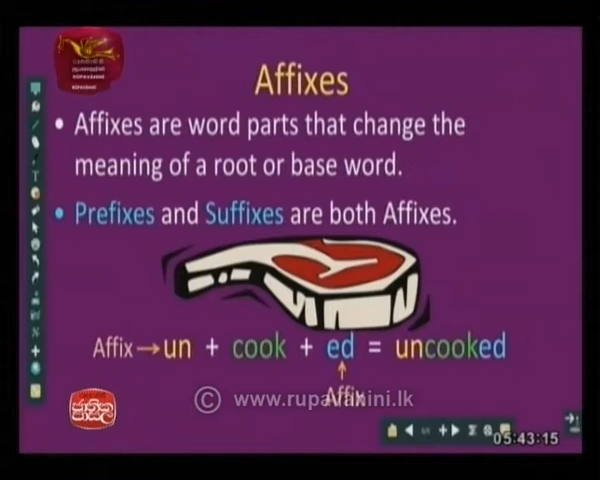 Affixes
• Affixes are word parts that change the
meaning of a root or base word.
• Prefixes and Suffixes are both Affixes.
Affix → un + cook + ed = uncooked
Affix
© www.rupavahini.lk
05:43:15